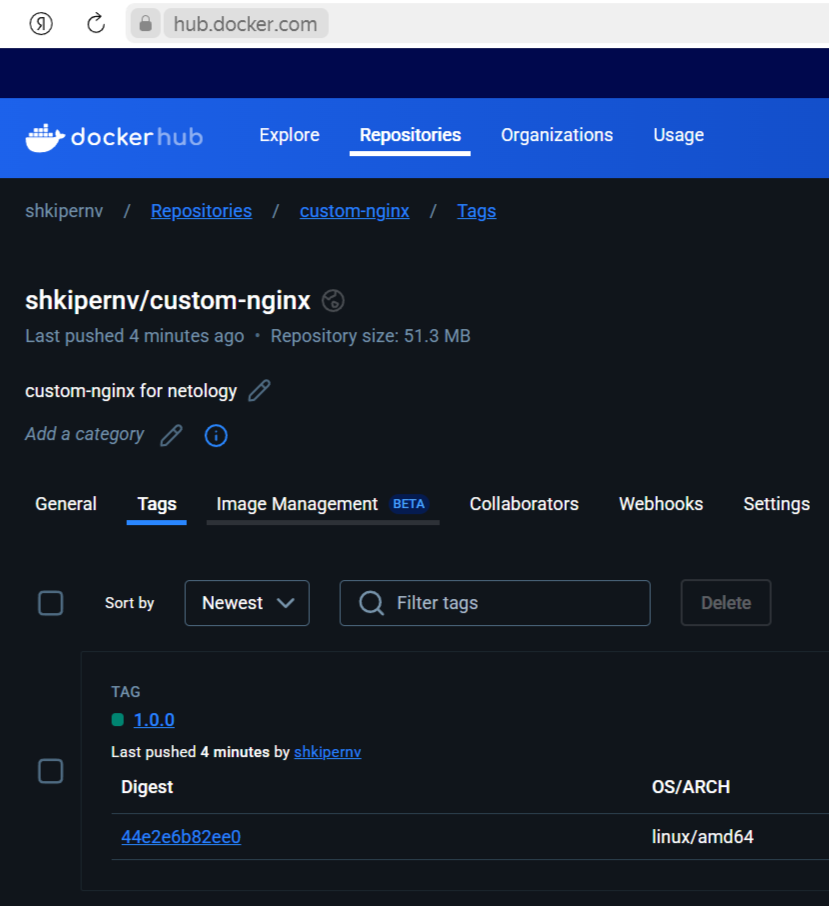 Я hub.docker.com
dockerhub Explore Repositories Organizations Usage
shkipernv / Repositories / custom-nginx / Tags
shkipernv/custom-nginx
Last pushed 4 minutes ago • Repository size: 51.3 MB
custom-nginx for netology
Add a category
General Tags Image Management BETA Collaborators Webhooks Settings
Sort by Newest Filter tags Delete
TAG
1.0.0
Last pushed 4 minutes by shkipernv
Digest OS/ARCH
44e2e6b82ee0 linux/amd64